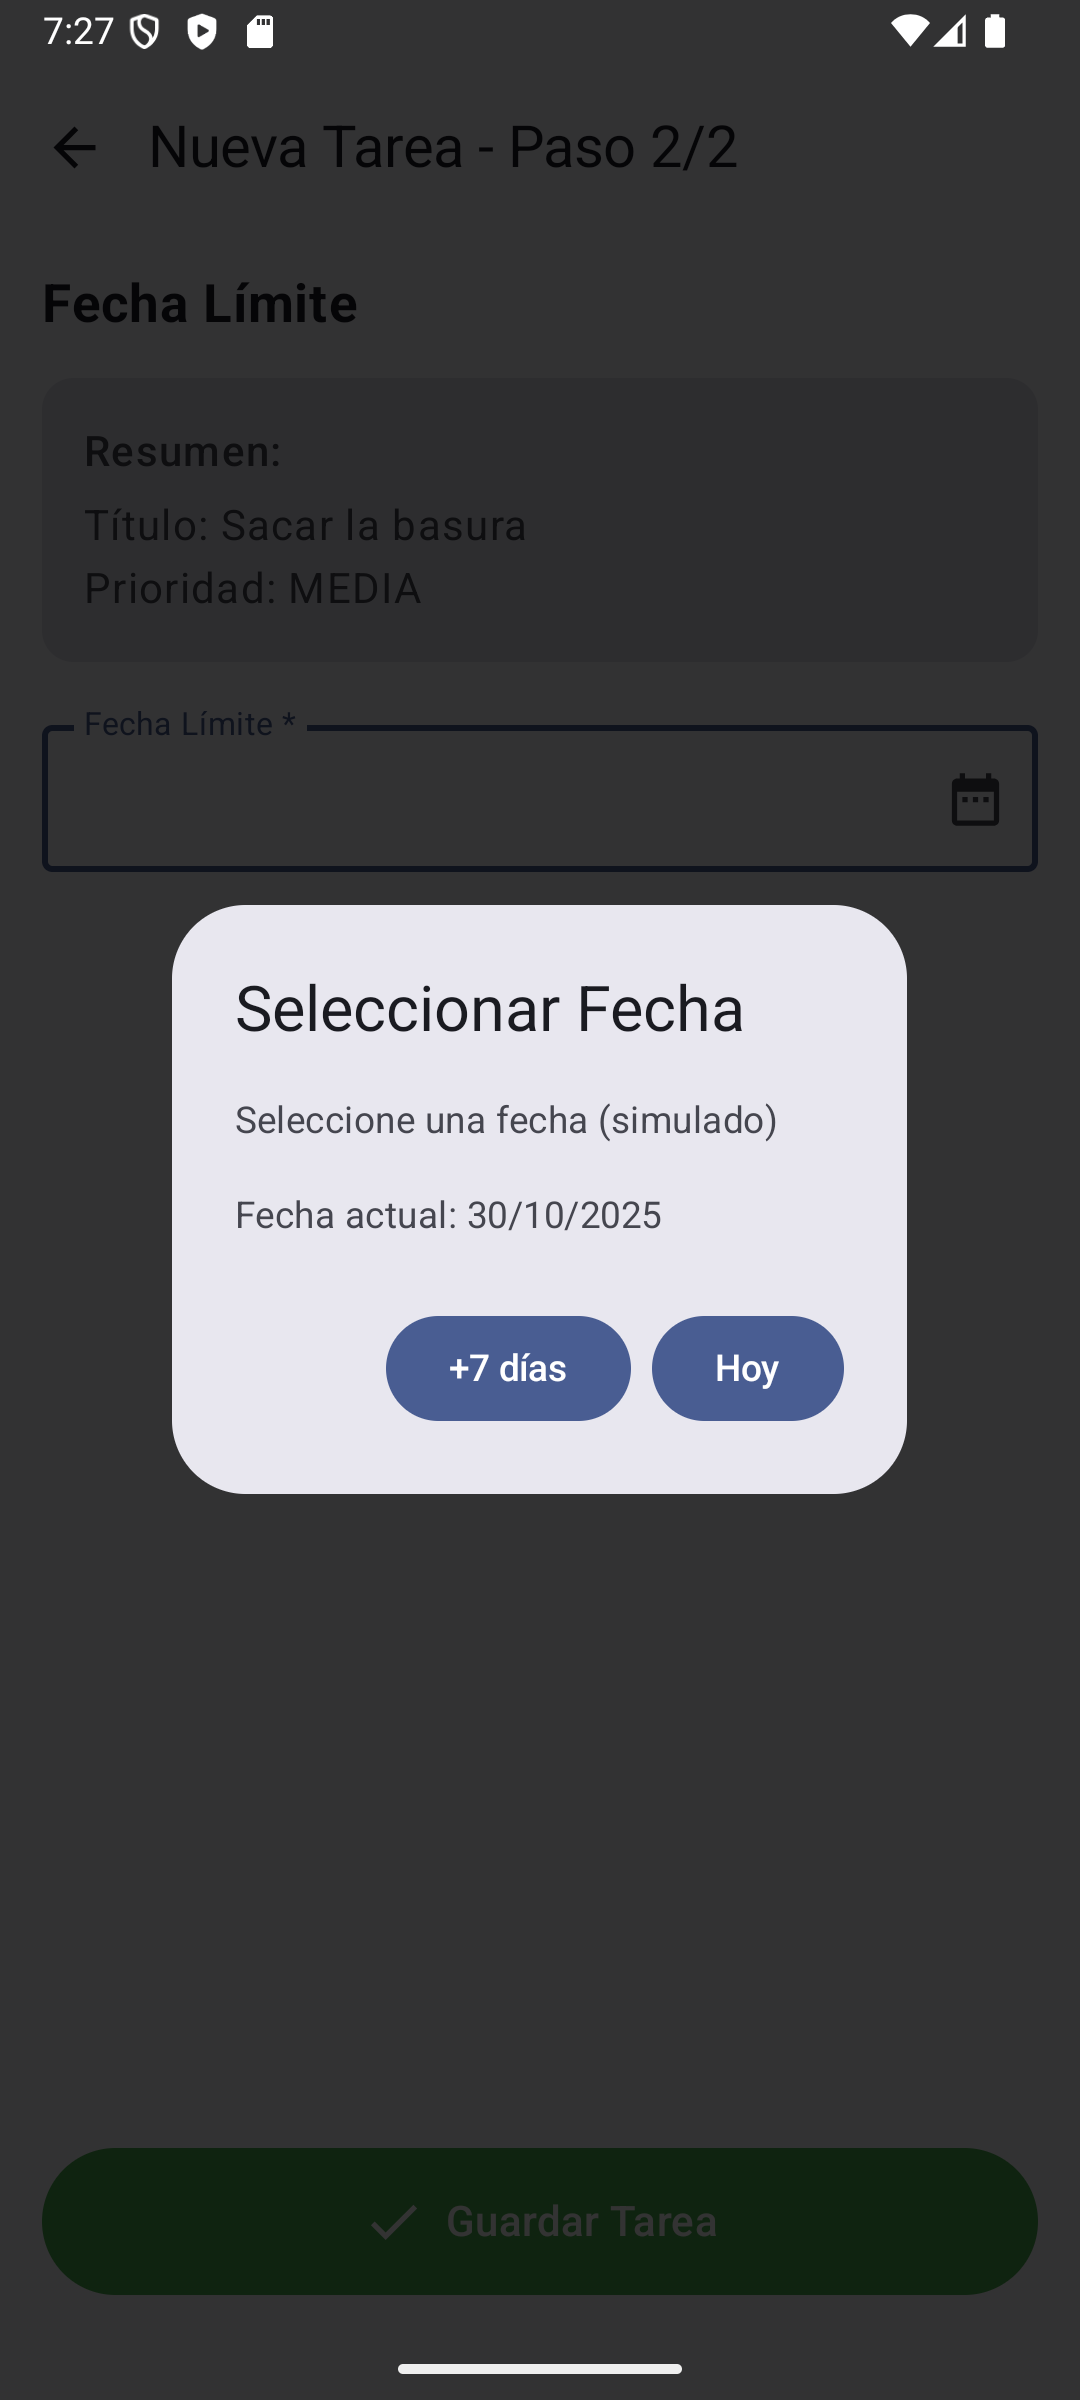 7:27
Nueva Tarea - Paso 2/2
Fecha Límite
Resumen:
Título: Sacar la basura
Prioridad: MEDIA
Fecha Límite *
Seleccionar Fecha
Seleccione una fecha (simulado)
Fecha actual: 30/10/2025
+7 días
Hoy
Guardar Tarea